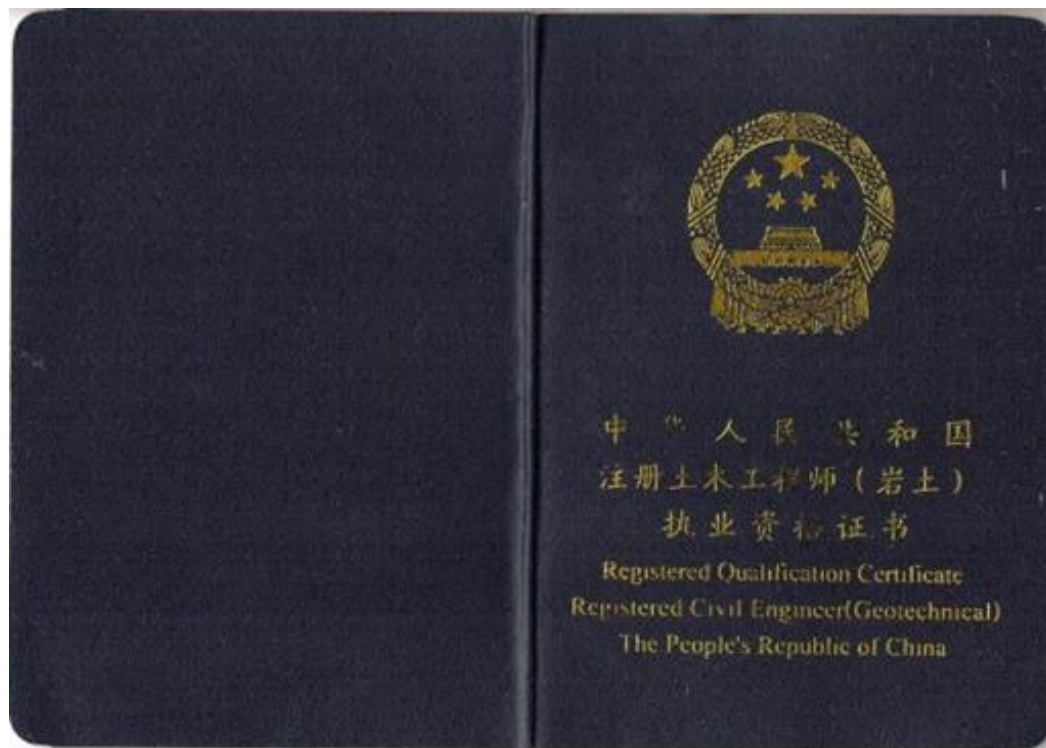 中华人民共和国
注册土木工程师（岩土）
执业资格证书
Registered Qualification Certificate
Registered Civil Engineer(Geotechnical)
The People's Republic of China